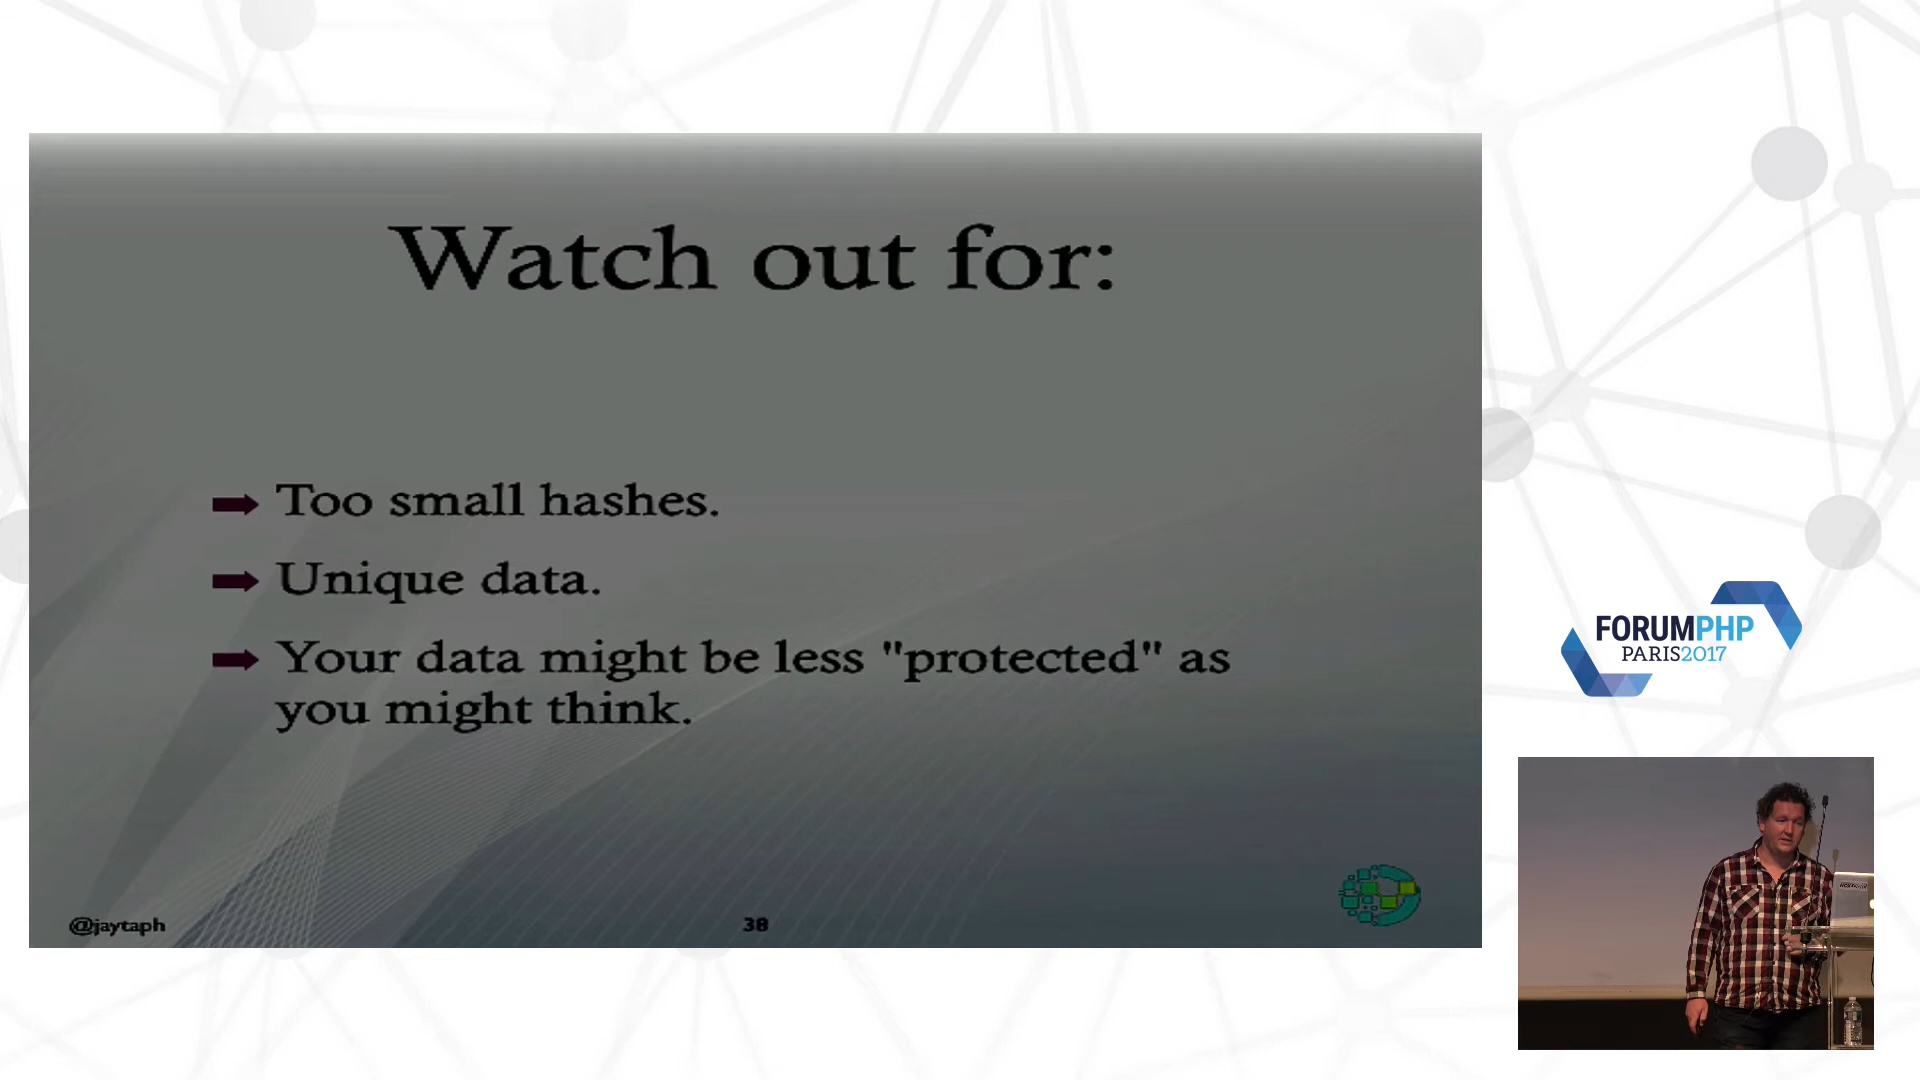 Watch out for:
Too small hashes.
Unique data.
Your data might be less "protected" as
you might think.
@jaytaph
38
FORUMPHP
PARIS2017